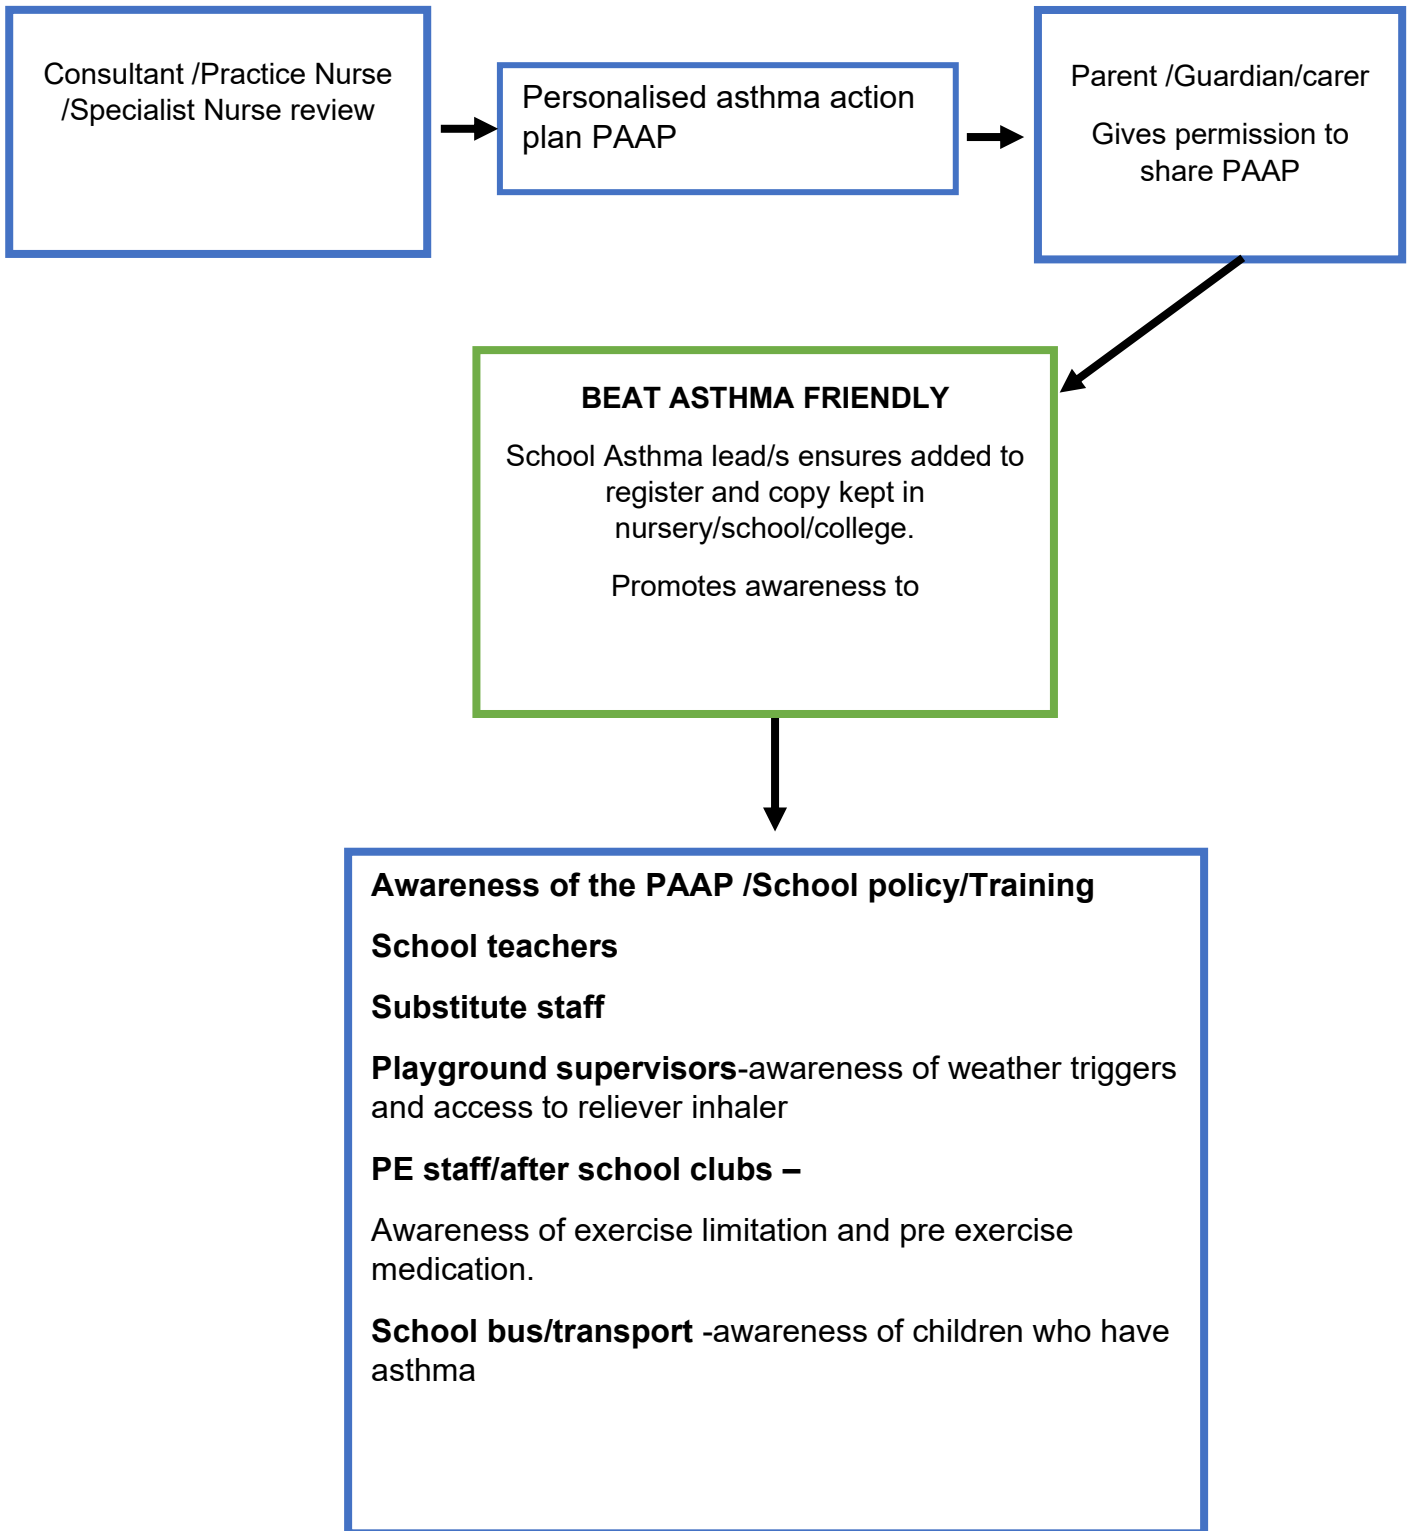 Consultant /Practice Nurse
/Specialist Nurse review
Personalised asthma action
plan PAAP
Parent /Guardian/carer
Gives permission to
share PAAP
BEAT ASTHMA FRIENDLY
School Asthma lead/s ensures added to
register and copy kept in
nursery/school/college.
Promotes awareness to
Awareness of the PAAP /School policy/Training
School teachers
Substitute staff
Playground supervisors-awareness of weather triggers
and access to reliever inhaler
PE staff/after school clubs –
Awareness of exercise limitation and pre exercise
medication.
School bus/transport -awareness of children who have
asthma